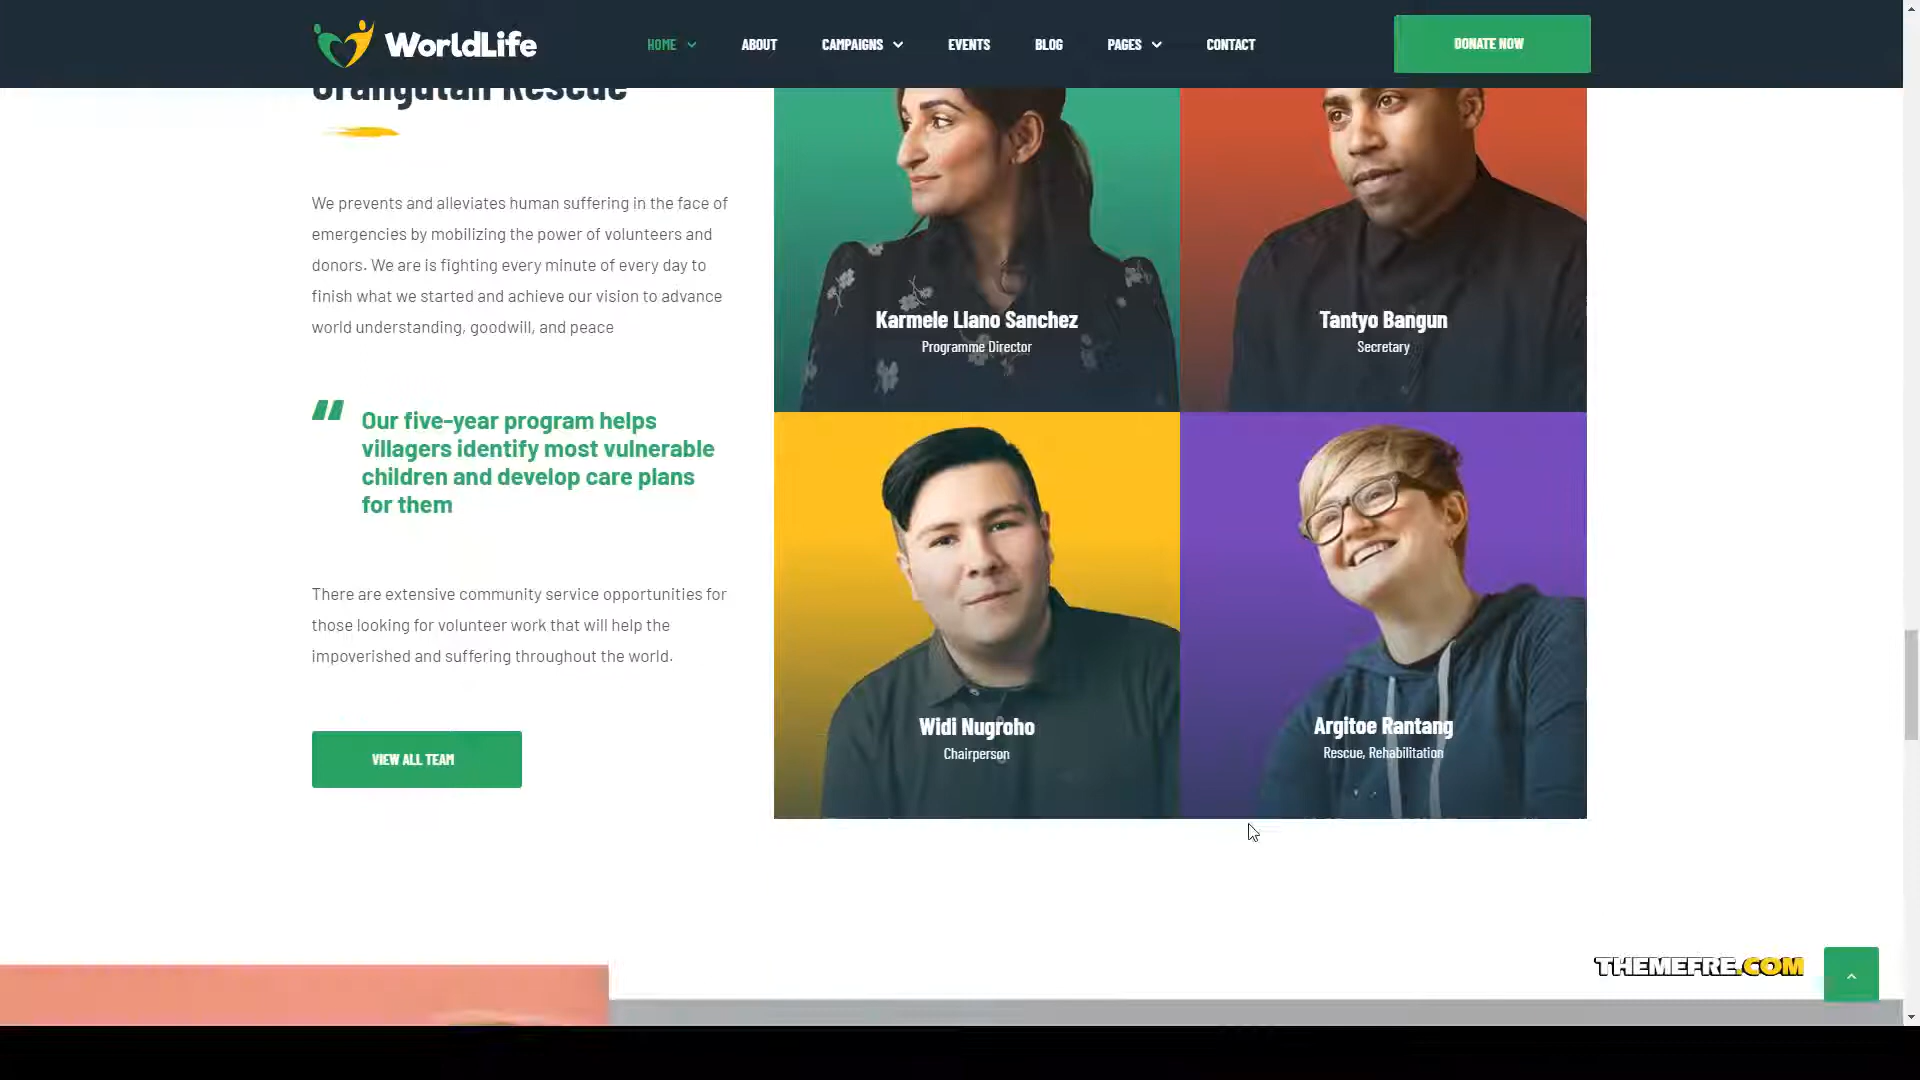 WorldLife
HOME
ABOUT
CAMPAIGNS
EVENTS
BLOG
PAGES
CONTACT
DONATE NOW
Orangutan Rescue
We prevents and alleviates human suffering in the face of
emergencies by mobilizing the power of volunteers and
donors. We are is fighting every minute of every day to
finish what we started and achieve our vision to advance
world understanding, goodwill, and peace
Our five-year program helps
villagers identify most vulnerable
children and develop care plans
for them
There are extensive community service opportunities for
those looking for volunteer work that will help the
impoverished and suffering throughout the world.
VIEW ALL TEAM
Karmele Llano Sanchez
Programme Director
Tantyo Bangun
Secretary
Widi Nugroho
Chairperson
Argitoe Rantang
Rescue, Rehabilitation
THEMEFRE.COM